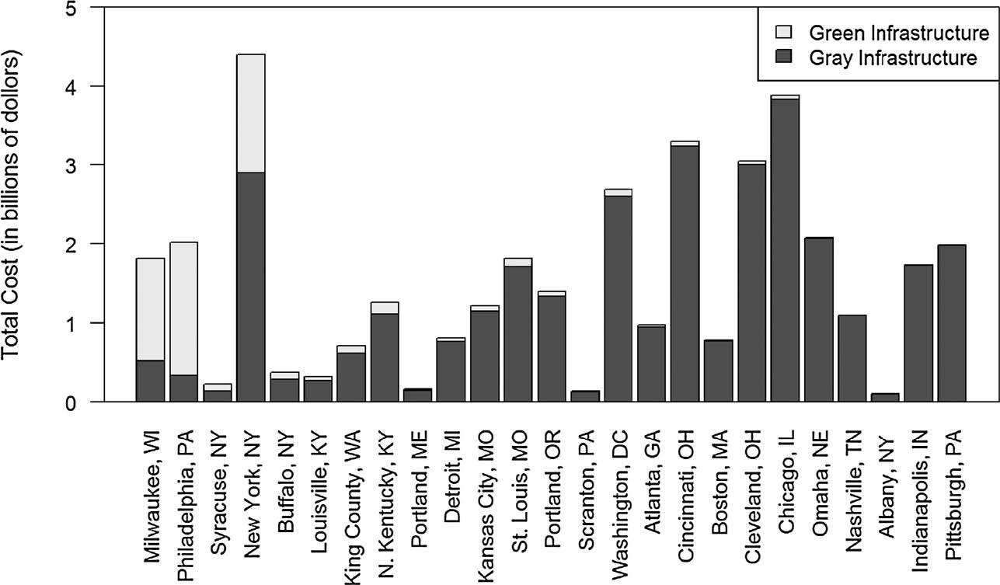 Total Cost (in billions of dollors)
5
4
3
2
1
0
Green Infrastructure
Gray Infrastructure
Milwaukee, WI
Philadelphia, PA
Syracuse, NY
New York, NY
Buffalo, NY
Louisville, KY
King County, WA
N. Kentucky, KY
Portland, ME
Detroit, MI
Kansas City, MO
St. Louis, MO
Portland, OR
Scranton, PA
Washington, DC
Atlanta, GA
Cincinnati, OH
Boston, MA
Cleveland, OH
Chicago, IL
Omaha, NE
Nashville, TN
Albany, NY
Indianapolis, IN
Pittsburgh, PA